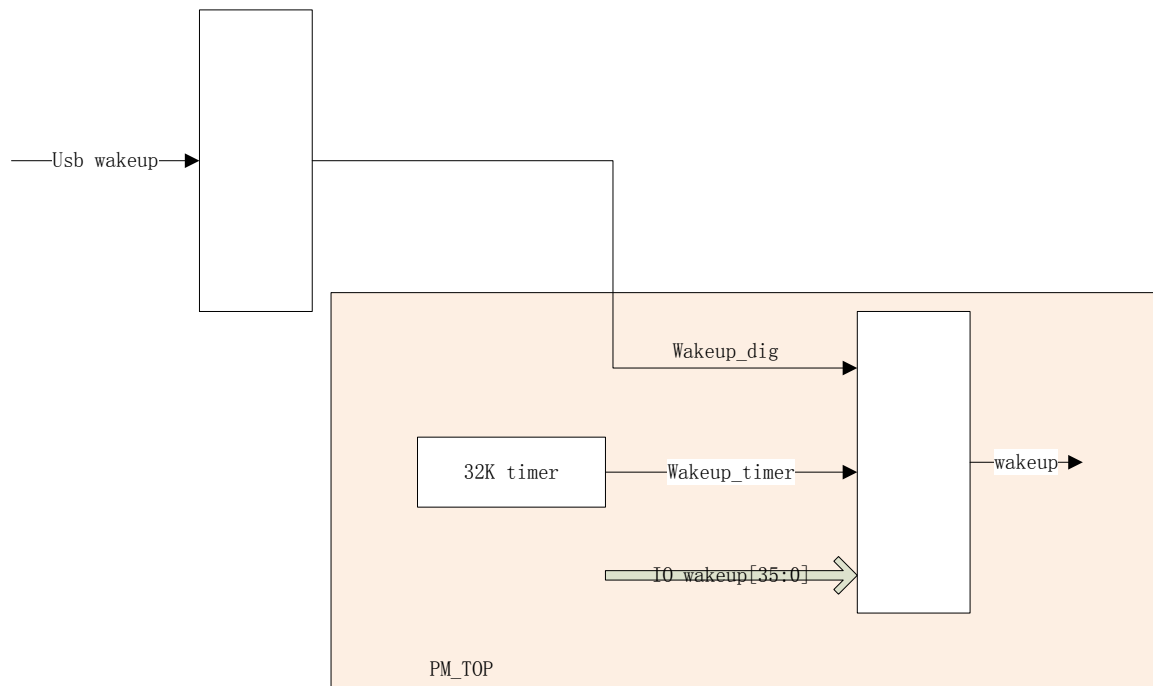 Usb wakeup
Wakeup_dig
32K timer
Wakeup_timer
wakeup
IO wakeup[35:0]
PM_TOP